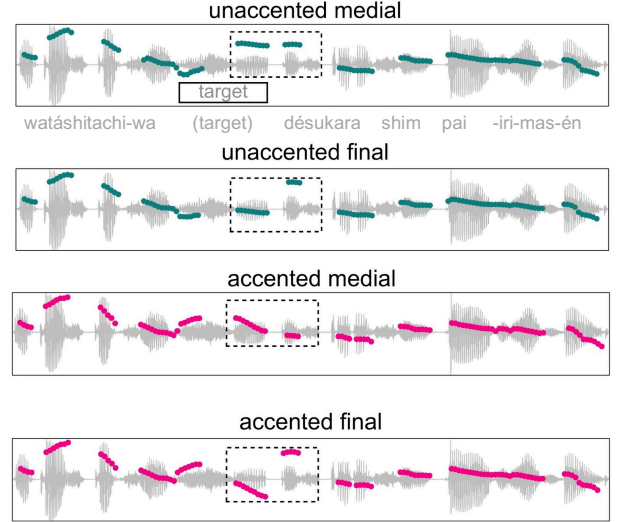 unaccented medial
target
watáshitachi-wa (target) désukara shim pai -iri-mas-én
unaccented final
accented medial
accented final